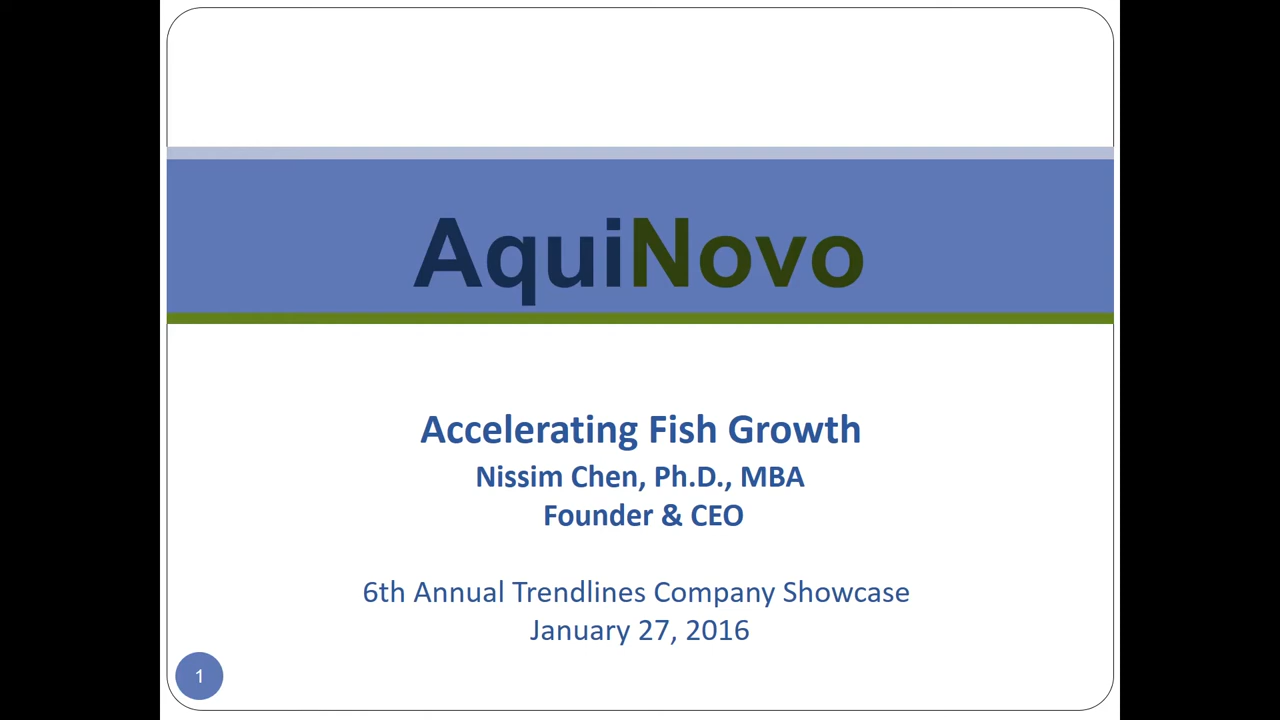 AquiNovo
Accelerating Fish Growth
Nissim Chen, Ph.D., MBA
Founder & CEO
6th Annual Trendlines Company Showcase
January 27, 2016
1